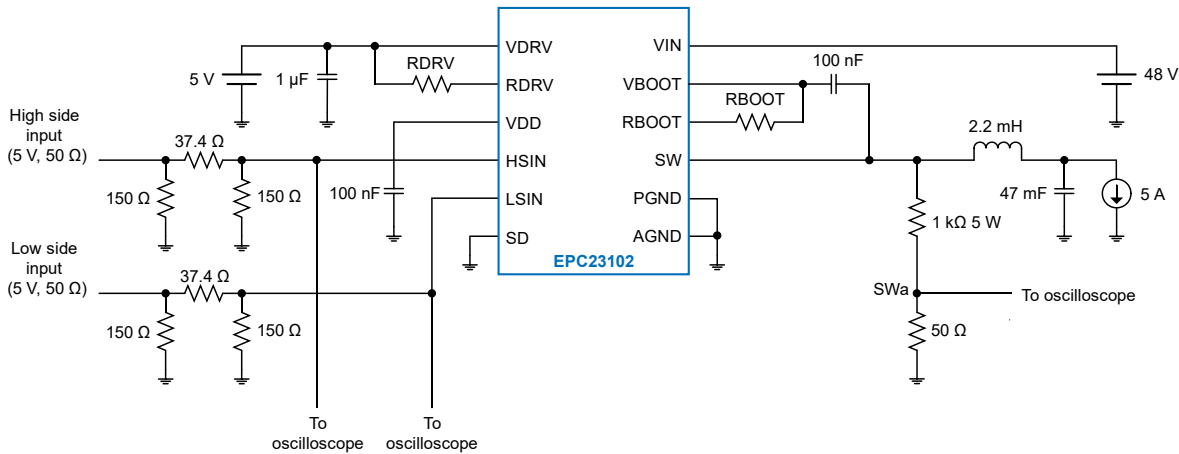 VDRV
VIN
100 nF
RDRV
5 V
1 μF
RDRV
VBOOT
48 V
RBOOT
High side
input
(5 V, 50 Ω)
VDD
RBOOT
2.2 mH
37.4 Ω
HSIN
SW
150 Ω
150 Ω
100 nF
LSIN
PGND
47 mF
5 A
1 kΩ 5 W
SD
AGND
Low side
input
(5 V, 50 Ω)
EPC23102
37.4 Ω
SWa
To oscilloscope
150 Ω
150 Ω
50 Ω
To
oscilloscope
To
oscilloscope